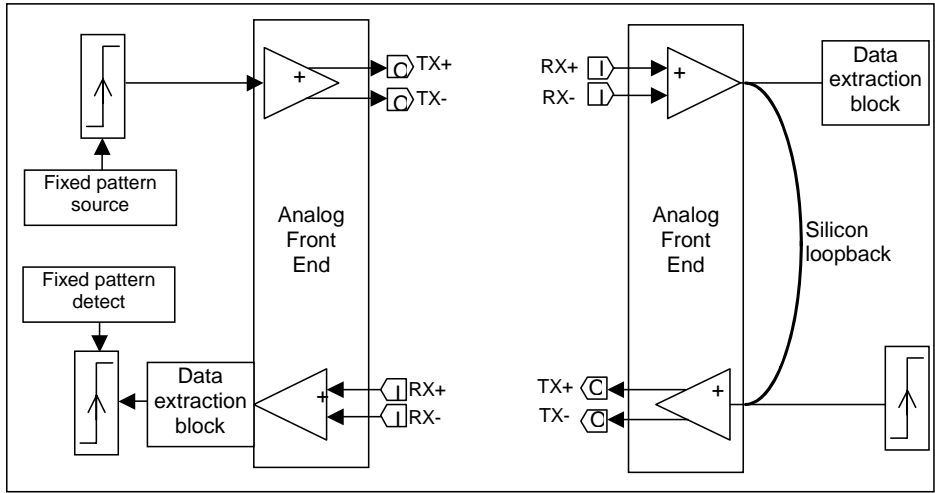 Fixed pattern
source
Fixed pattern
detect
Data
extraction
block
Analog
Front
End
+
+
O
TX+
O
TX-
I
RX+
I
RX-
RX+
I
RX-
I
TX+
O
TX-
O
+
+
Analog
Front
End
Data
extraction
block
Silicon
loopback